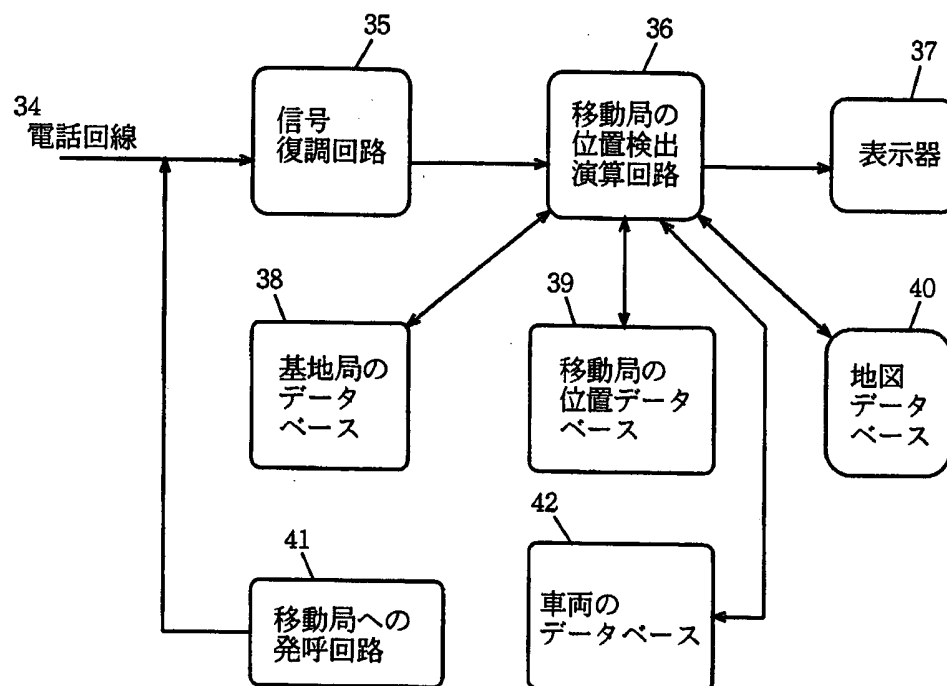 35
36
37
34
電話回線
信号
復調回路
移動局の
位置検出
演算回路
表示器
38
39
40
基地局の
データ
ベース
移動局の
位置データ
ベース
地図
データ
ベース
41
42
移動局への
発呼回路
車両の
データベース